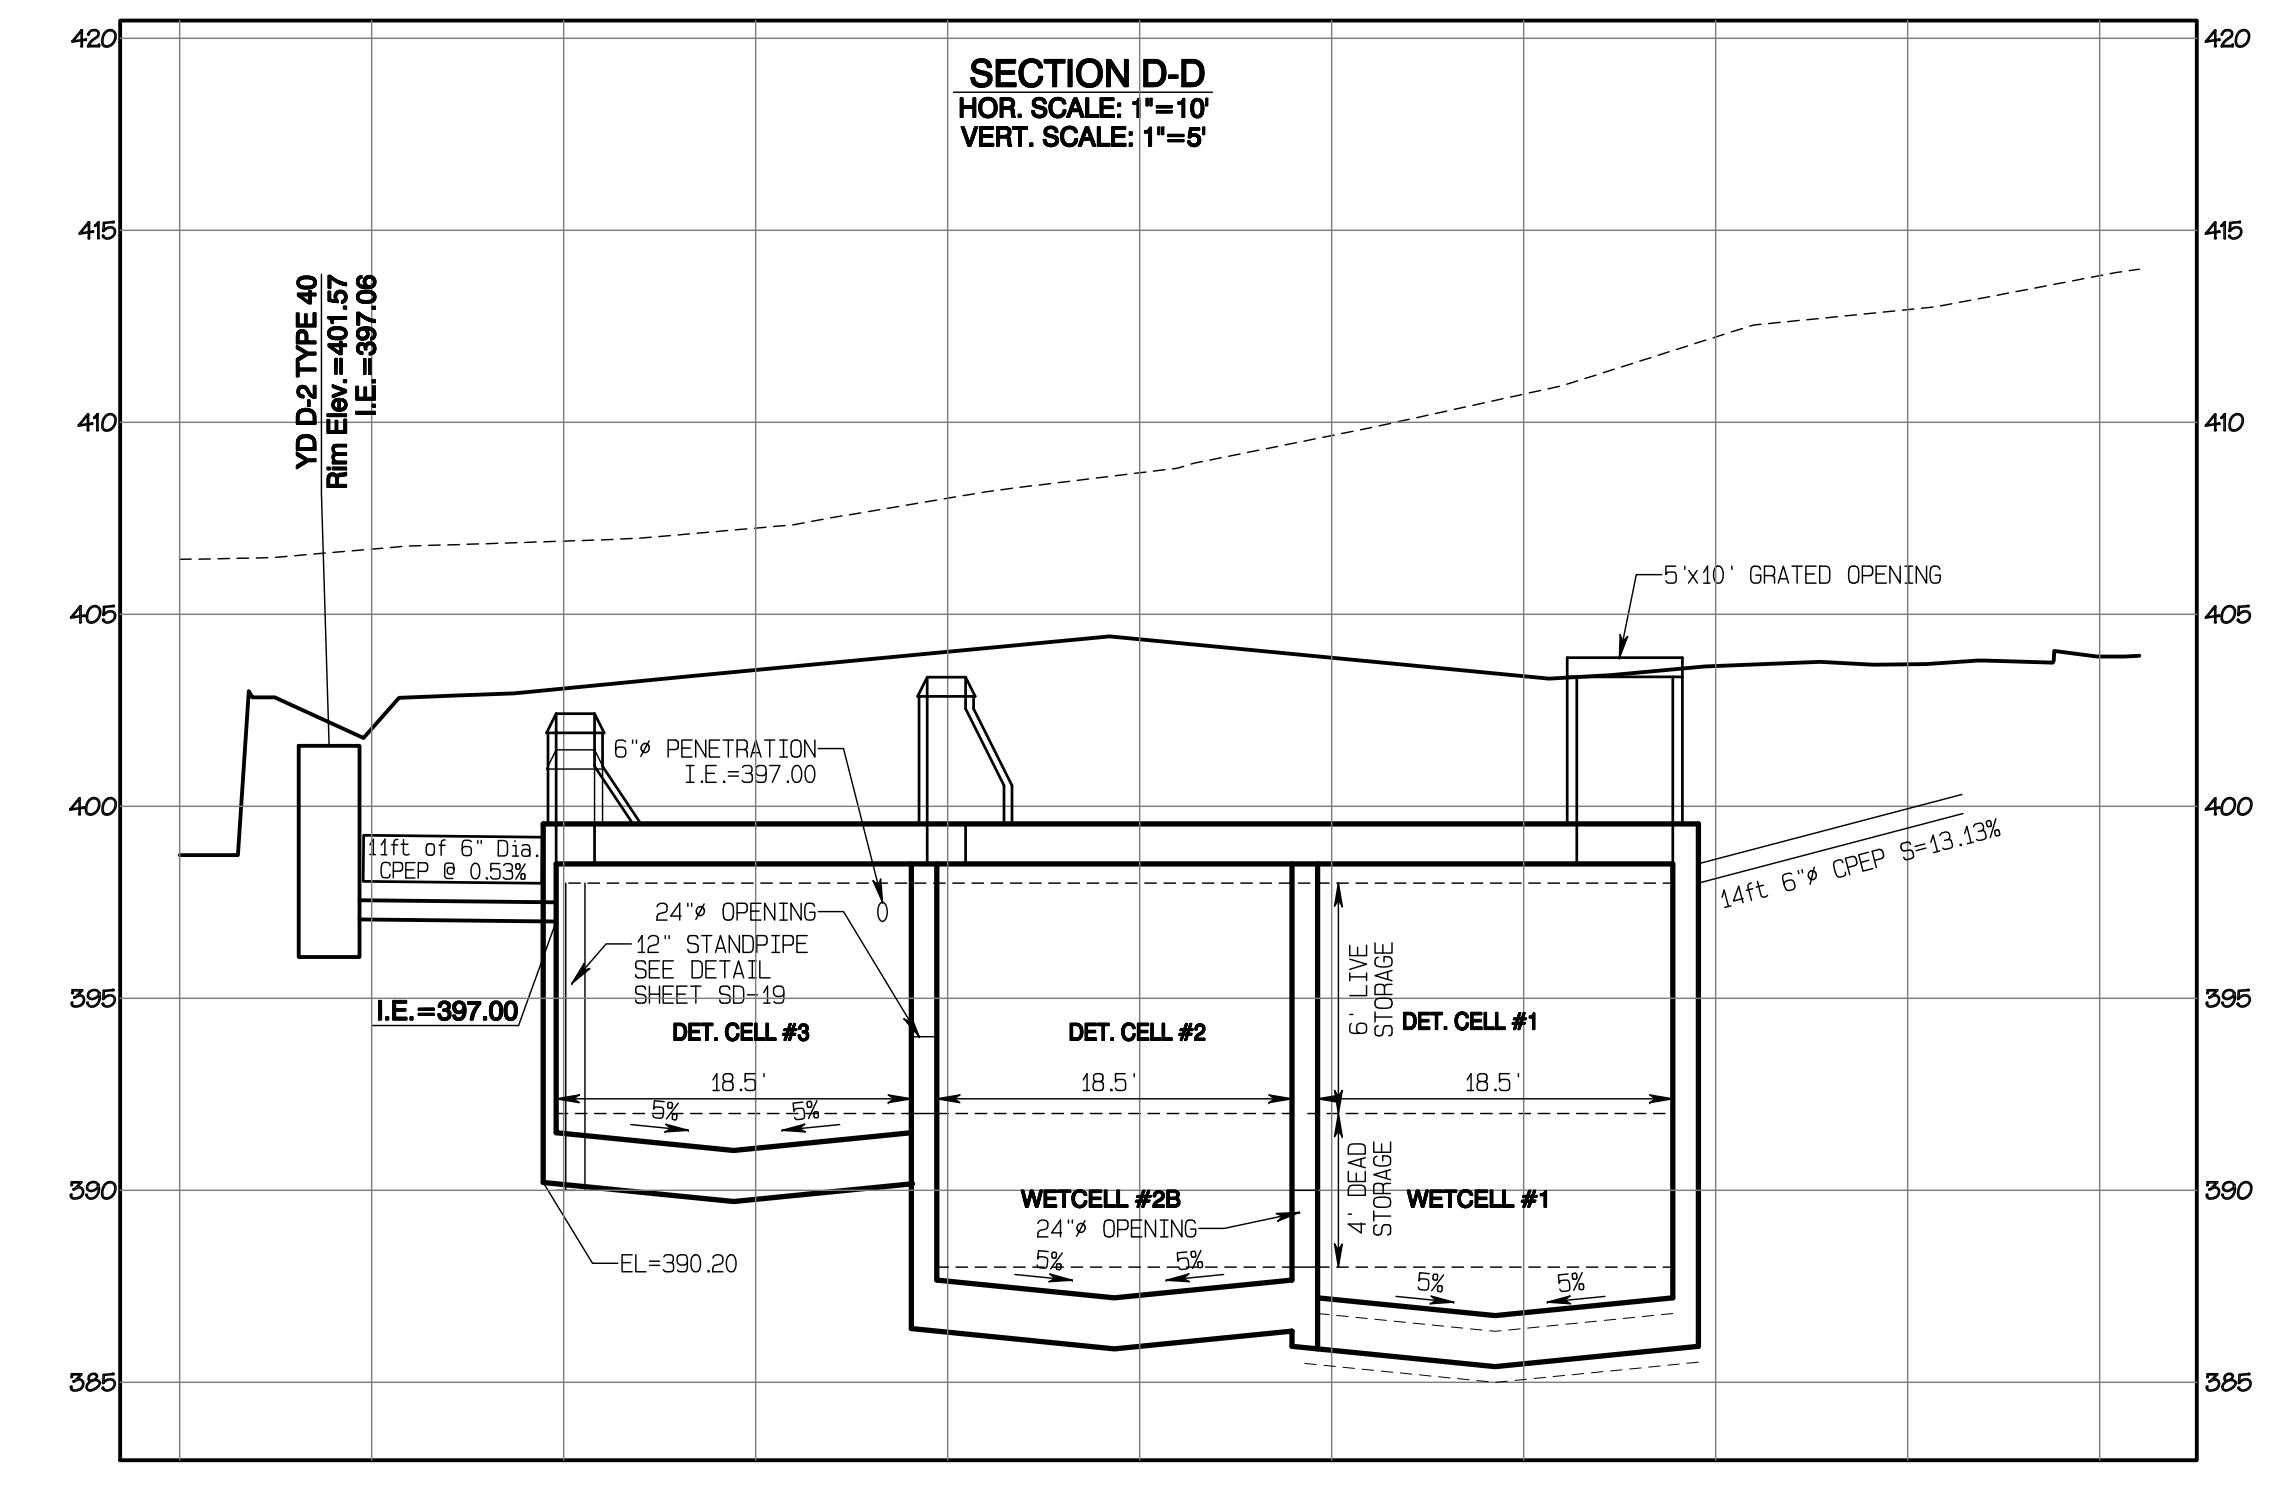 SECTION D-D
HOR. SCALE: 1"=10'
VERT. SCALE: 1"=5'
420
420
415
415
YD D-2 TYPE 40
Rim Elev.=401.57
I.E.=397.06
410
410
5'x10' GRATED OPENING
405
405
6"ø PENETRATION
I.E.=397.00
400
400
11ft of 6" Dia.
CPEP @ 0.53%
14ft 6"ø CPEP S=13.13%
24"ø OPENING
12" STANDPIPE
SEE DETAIL
SHEET SD-19
6' LIVE
STORAGE
395
395
I.E.=397.00
DET. CELL #3
DET. CELL #2
DET. CELL #1
18.5'
18.5'
18.5'
5%
5%
4' DEAD
STORAGE
390
390
WETCELL #2B
WETCELL #1
24"ø OPENING
EL=390.20
5%
5%
5%
5%
385
385